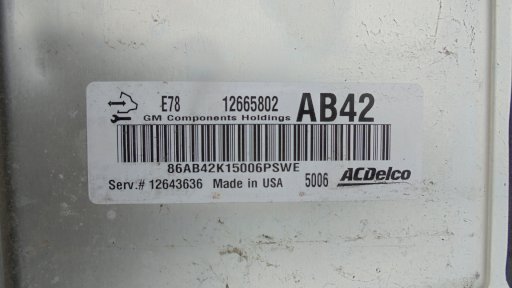 E78 12665802 AB42
GM Components Holdings
86AB42K15006PSWE
Serv.# 12643636 Made in USA 5006 ACDelco